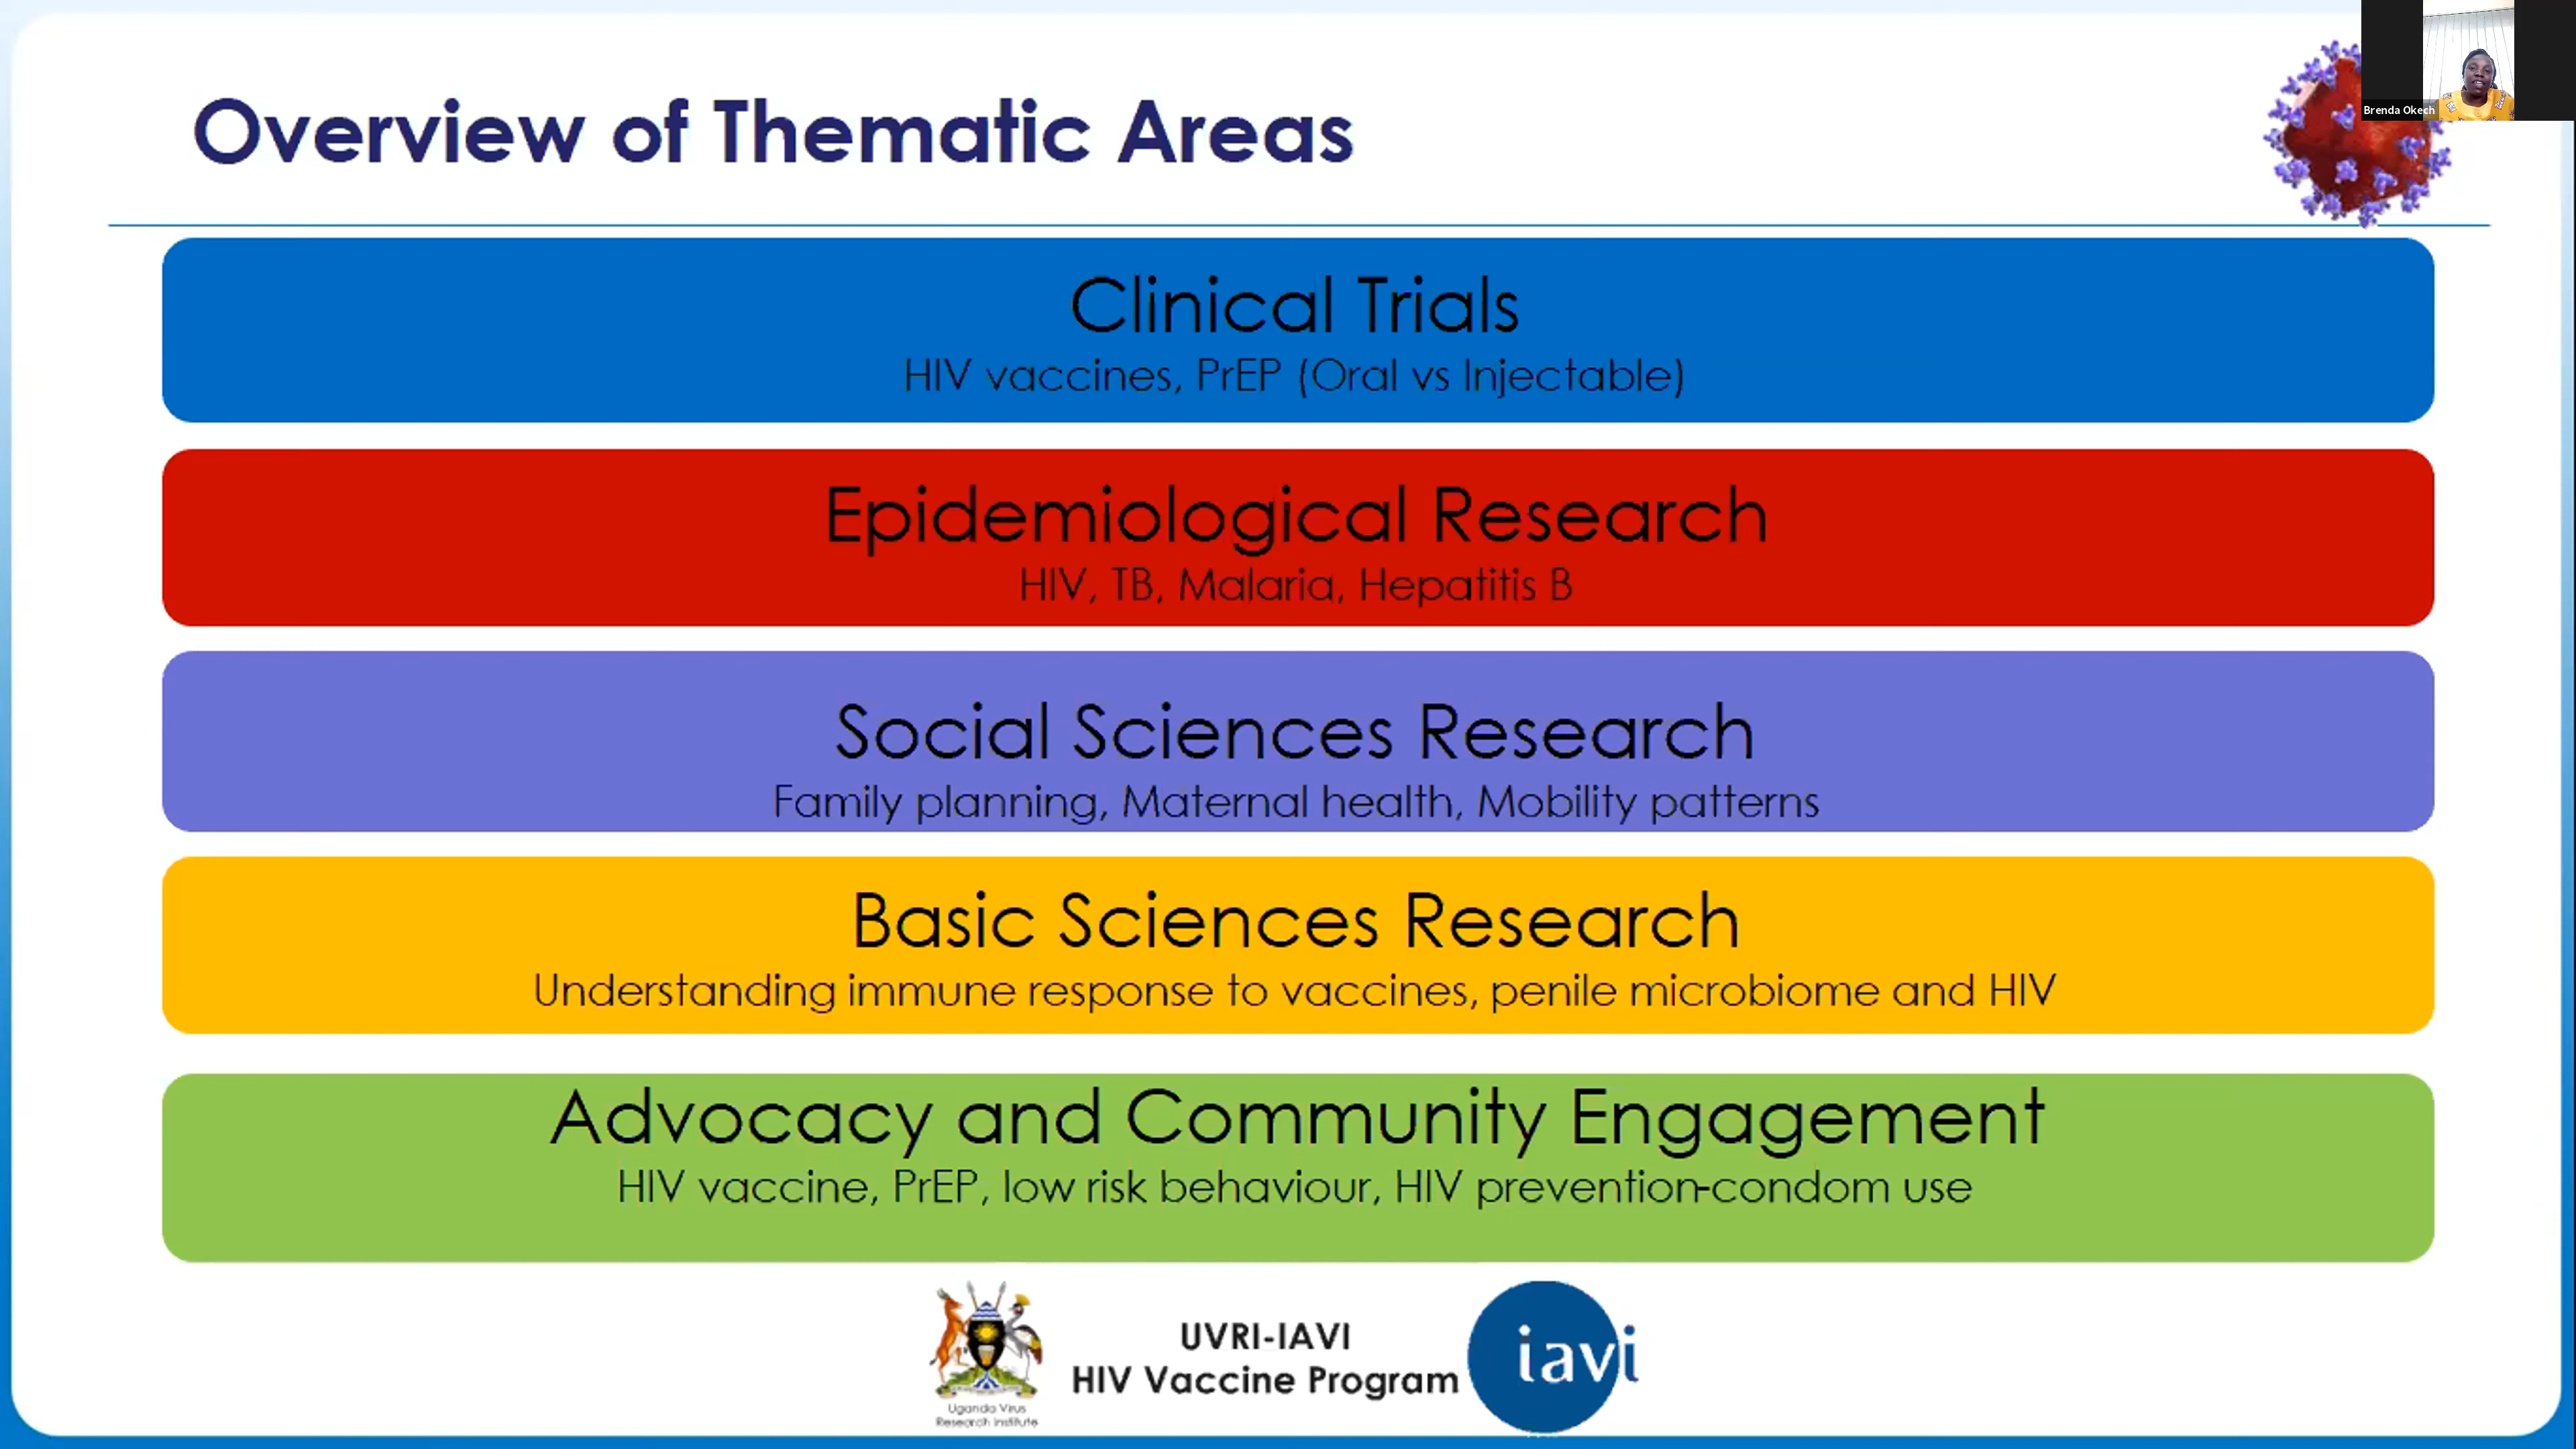 Overview of Thematic Areas
Brenda Okech
Clinical Trials
HIV vaccines, PrEP (Oral vs Injectable)
Epidemiological Research
HIV, TB, Malaria, Hepatitis B
Social Sciences Research
Family planning, Maternal health, Mobility patterns
Basic Sciences Research
Understanding immune response to vaccines, penile microbiome and HIV
Advocacy and Community Engagement
HIV vaccine, PrEP, low risk behaviour, HIV prevention-condom use
Uganda Virus
Research Institute
UVRI-IAVI
HIV Vaccine Program
iavi